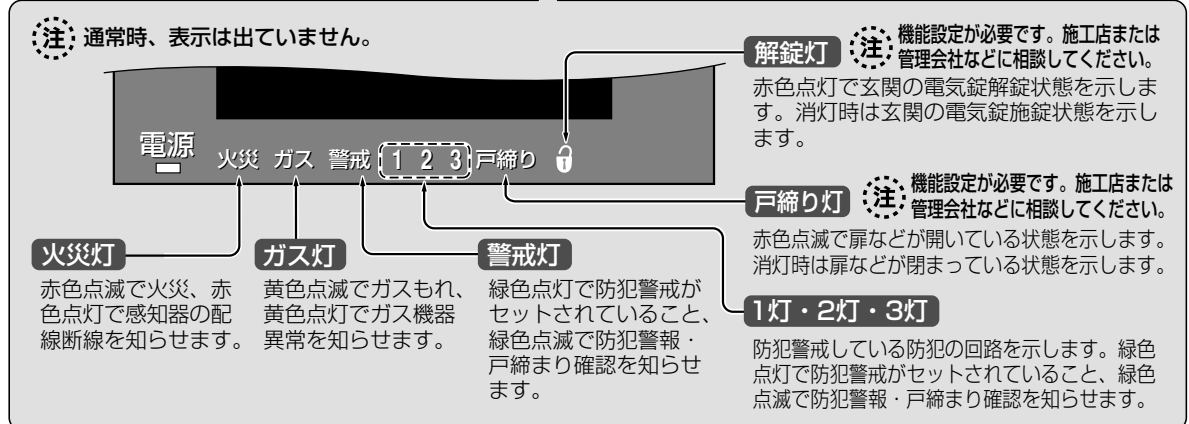 注 通常時、表示は出ていません。
電源
火災 ガス 警戒 1 2 3 戸締り
火災灯
赤色点滅で火災、赤
色点灯で感知器の配
線断線を知らせます。
ガス灯
黄色点滅でガスもれ、
黄色点灯でガス機器
異常を知らせます。
警戒灯
緑色点灯で防犯警戒が
セットされていること、
緑色点滅で防犯警報・
戸締まり確認を知らせ
ます。
解錠灯 注 機能設定が必要です。施工店または
管理会社などに相談してください。
赤色点灯で玄関の電気錠解錠状態を示しま
す。消灯時は玄関の電気錠施錠状態を示し
ます。
戸締り灯 注 機能設定が必要です。施工店または
管理会社などに相談してください。
赤色点滅で扉などが開いている状態を示します。
消灯時は扉などが閉まっている状態を示します。
1灯・2灯・3灯
防犯警戒している防犯の回路を示します。緑色
点灯で防犯警戒がセットされていること、緑色
点滅で防犯警報・戸締まり確認を知らせます。